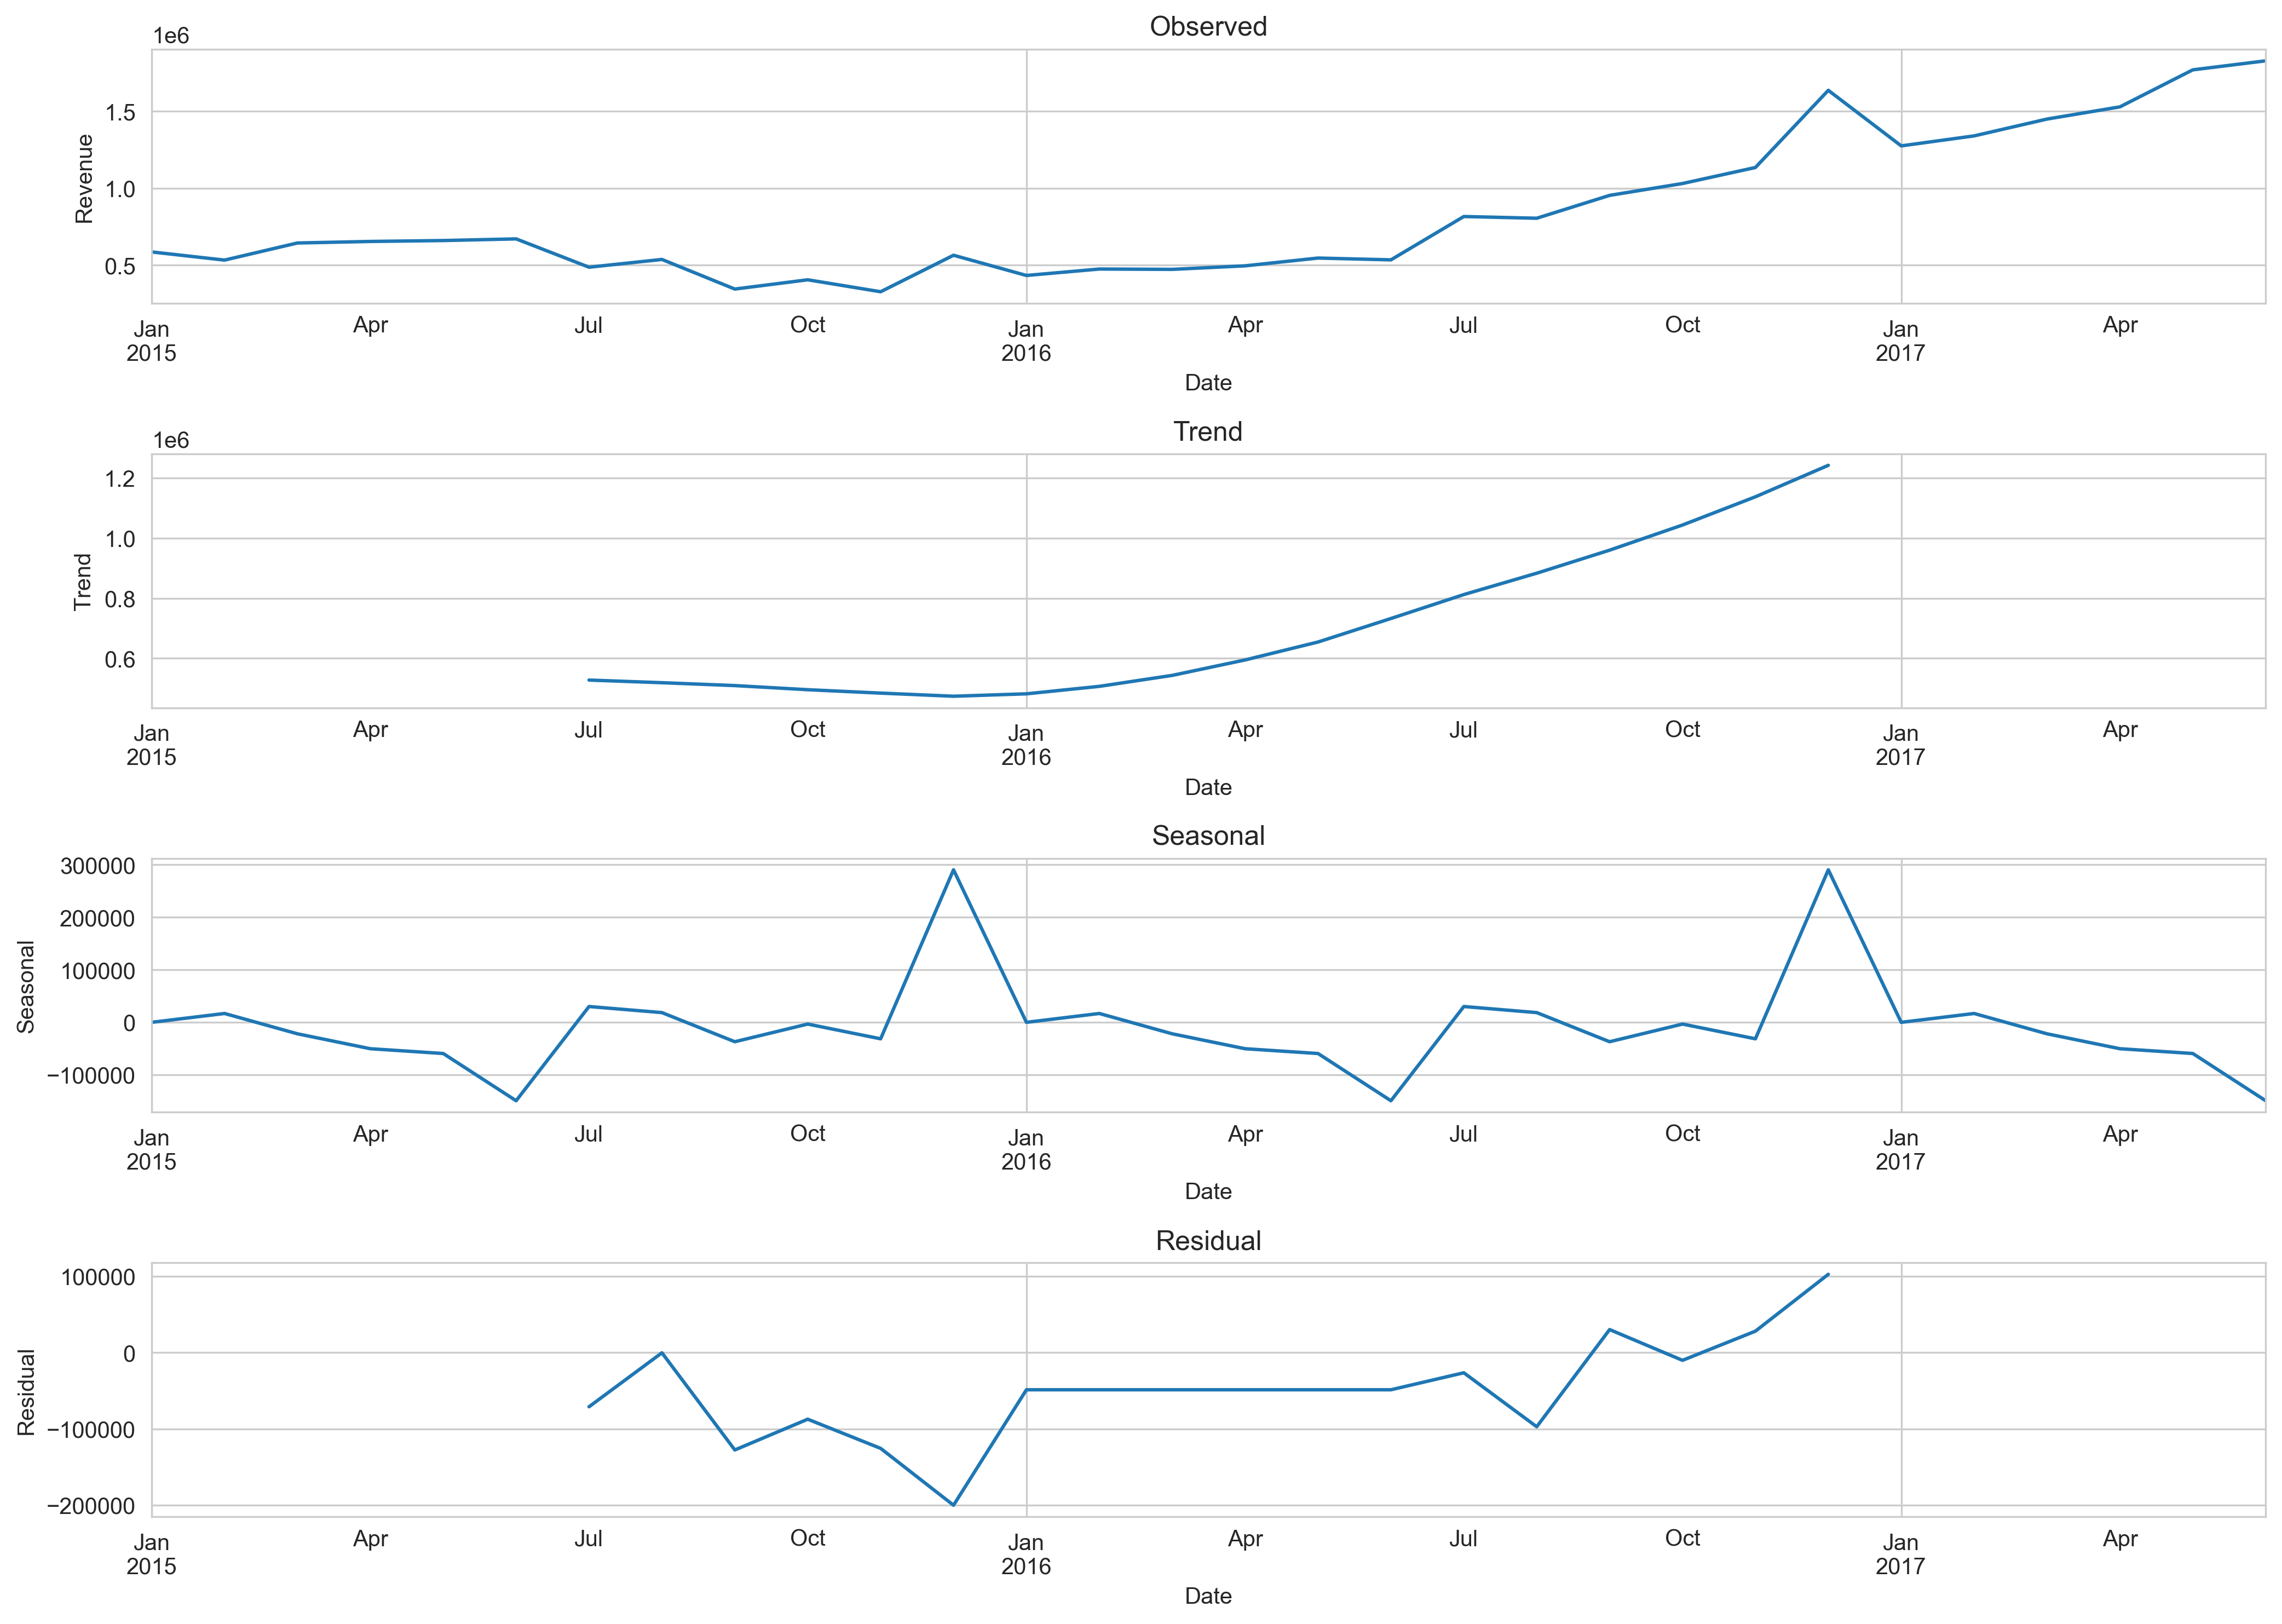 Observed
1e6
1.5
1.0
0.5
Revenue
Jan Apr Jul Oct Jan Apr Jul Oct Jan Apr
2015 2016 2017
Date
Trend
1e6
1.2
1.0
0.8
0.6
Trend
Jan Apr Jul Oct Jan Apr Jul Oct Jan Apr
2015 2016 2017
Date
Seasonal
300000
200000
100000
0
−100000
Seasonal
Jan Apr Jul Oct Jan Apr Jul Oct Jan Apr
2015 2016 2017
Date
Residual
100000
0
−100000
−200000
Residual
Jan Apr Jul Oct Jan Apr Jul Oct Jan Apr
2015 2016 2017
Date